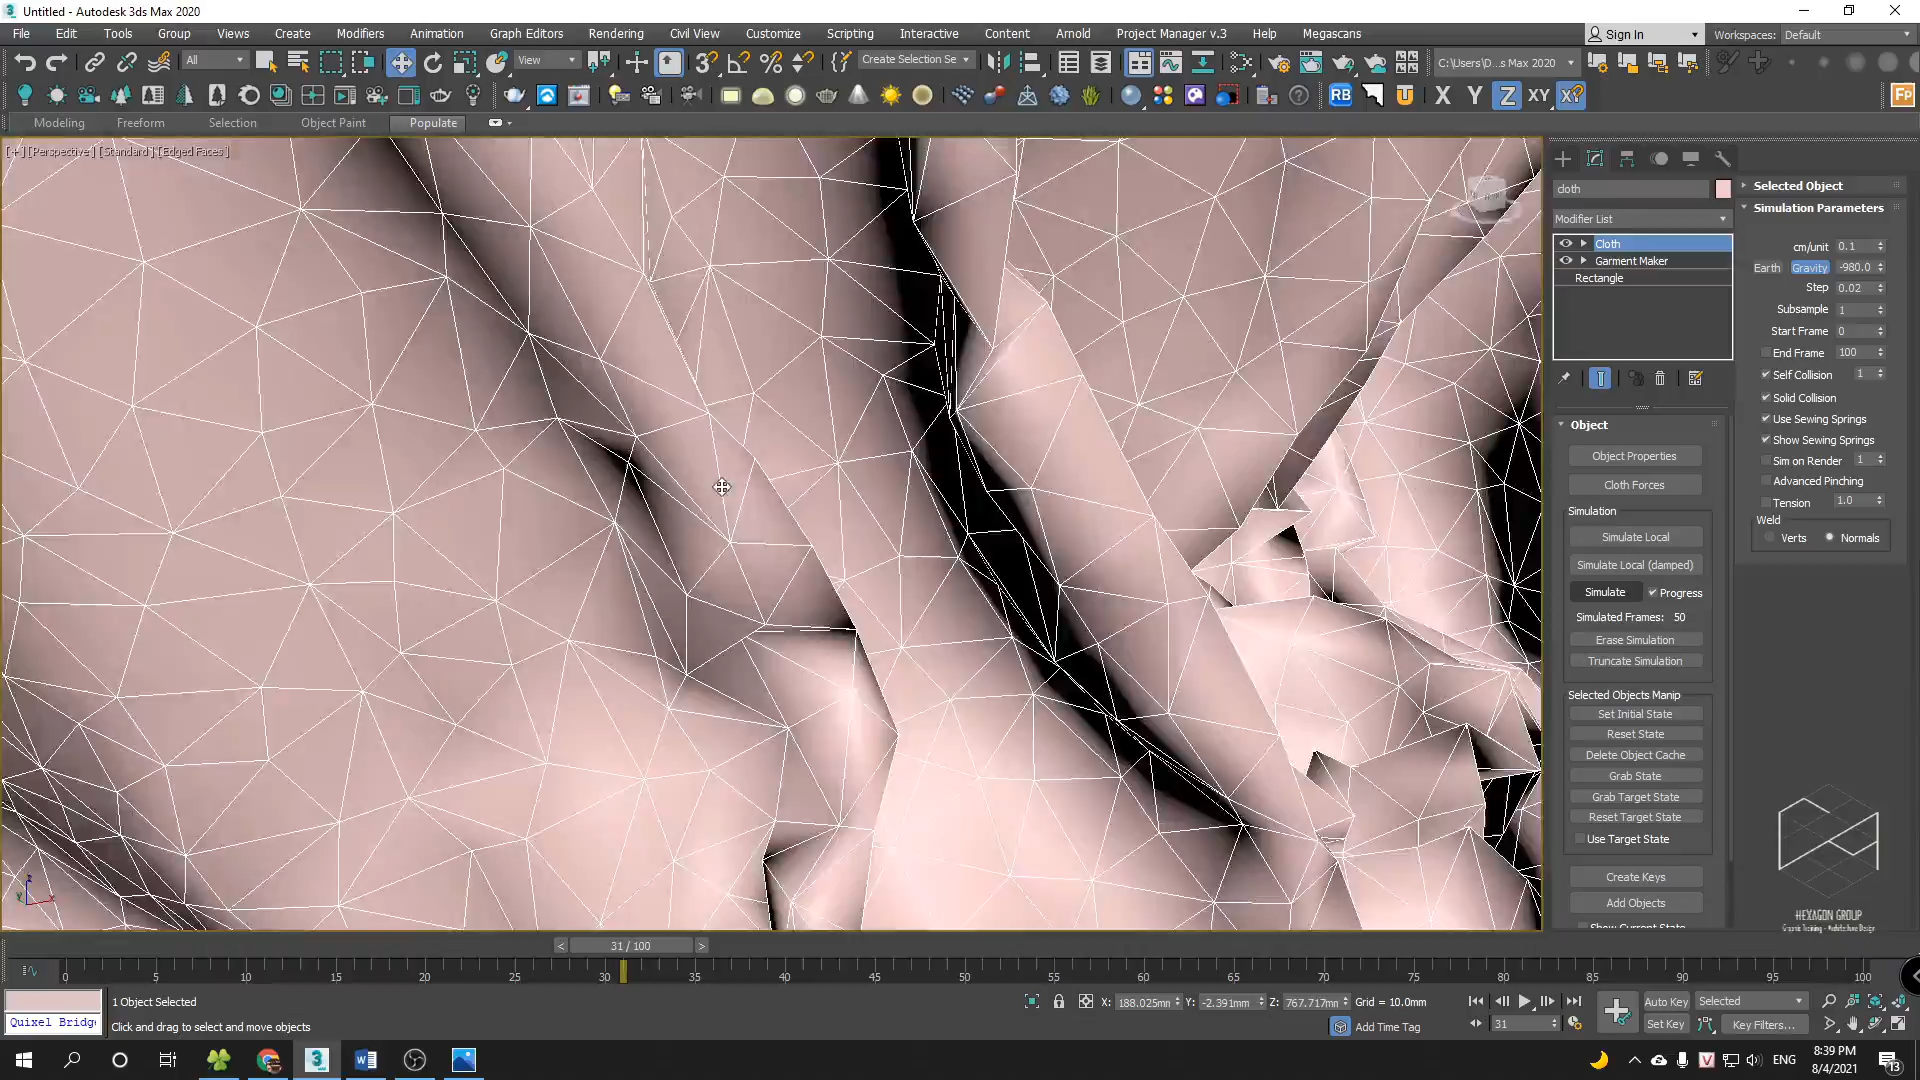 Untitled - Autodesk 3ds Max 2020
File Edit Tools Group Views Create Modifiers Animation Graph Editors Rendering Civil View Customize Scripting Interactive Content Arnold Project Manager v.3 Help Megascans
Sign In
Workspaces: Default
All
View
Create Selection Se
C:\Users\D...s Max 2020
RB X Y Z XY
Modeling Freeform Selection Object Paint Populate
[+] [Perspective] [Standard] [Edged Faces]
cloth
Modifier List
Cloth
Garment Maker
Rectangle
Object
Object Properties
Cloth Forces
Simulation
Simulate Local
Simulate Local (damped)
Simulate Progress
Simulated Frames: 50
Erase Simulation
Truncate Simulation
Selected Objects Manip
Set Initial State
Reset State
Delete Object Cache
Grab State
Grab Target State
Reset Target State
Use Target State
Create Keys
Add Objects
Show Current State
Selected Object
Simulation Parameters
cm/unit 0.1
Earth Gravity -980.0
Step 0.02
Subsample 1
Start Frame 0
End Frame 100
Self Collision 1
Solid Collision
Use Sewing Springs
Show Sewing Springs
Sim on Render 1
Advanced Pinching
Tension 1.0
Weld
Verts Normals
HEXAGON GROUP
< 31 / 100 >
0 5 10 15 20 25 30 35 40 45 50 55 60 65 70 75 80 85 90 95 100
1 Object Selected
Quixel Bridg
Click and drag to select and move objects
X: 188.025mm Y: -2.391mm Z: 767.717mm Grid = 10.0mm
Add Time Tag
31
Auto Key Selected
Set Key Key Filters...
ENG
8:39 PM
8/4/2021
13